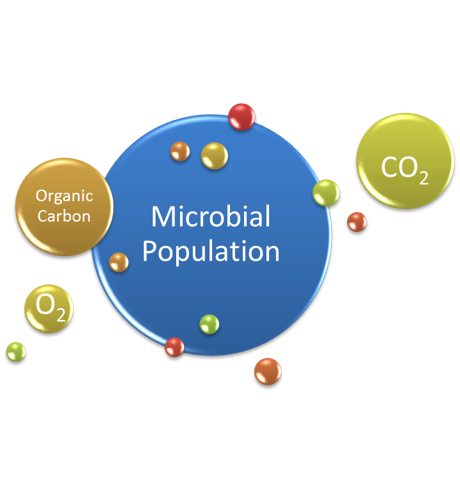 Organic
Carbon
Microbial
Population
CO₂
O₂